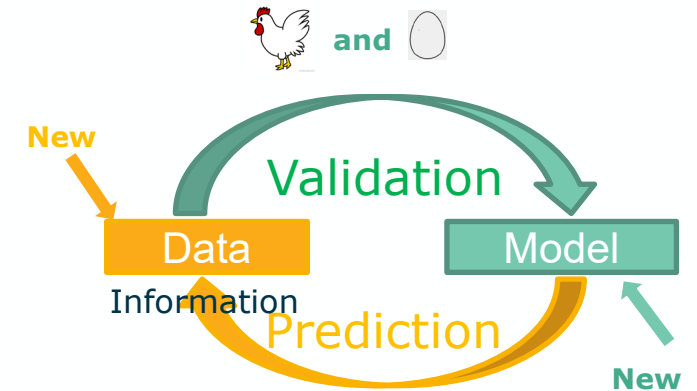 and
New
Validation
Data
Model
Information
Prediction
New